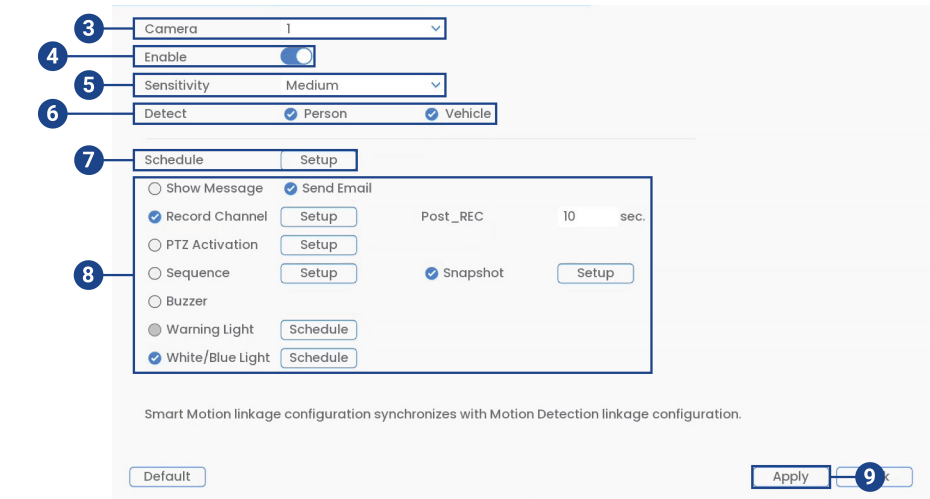 3 Camera 1
4 Enable
5 Sensitivity Medium
6 Detect Person Vehicle
7 Schedule Setup
Show Message Send Email
Record Channel Setup Post_REC 10 sec.
PTZ Activation Setup
8 Sequence Setup Snapshot Setup
Buzzer
Warning Light Schedule
White/Blue Light Schedule
Smart Motion linkage configuration synchronizes with Motion Detection linkage configuration.
Default Apply 9